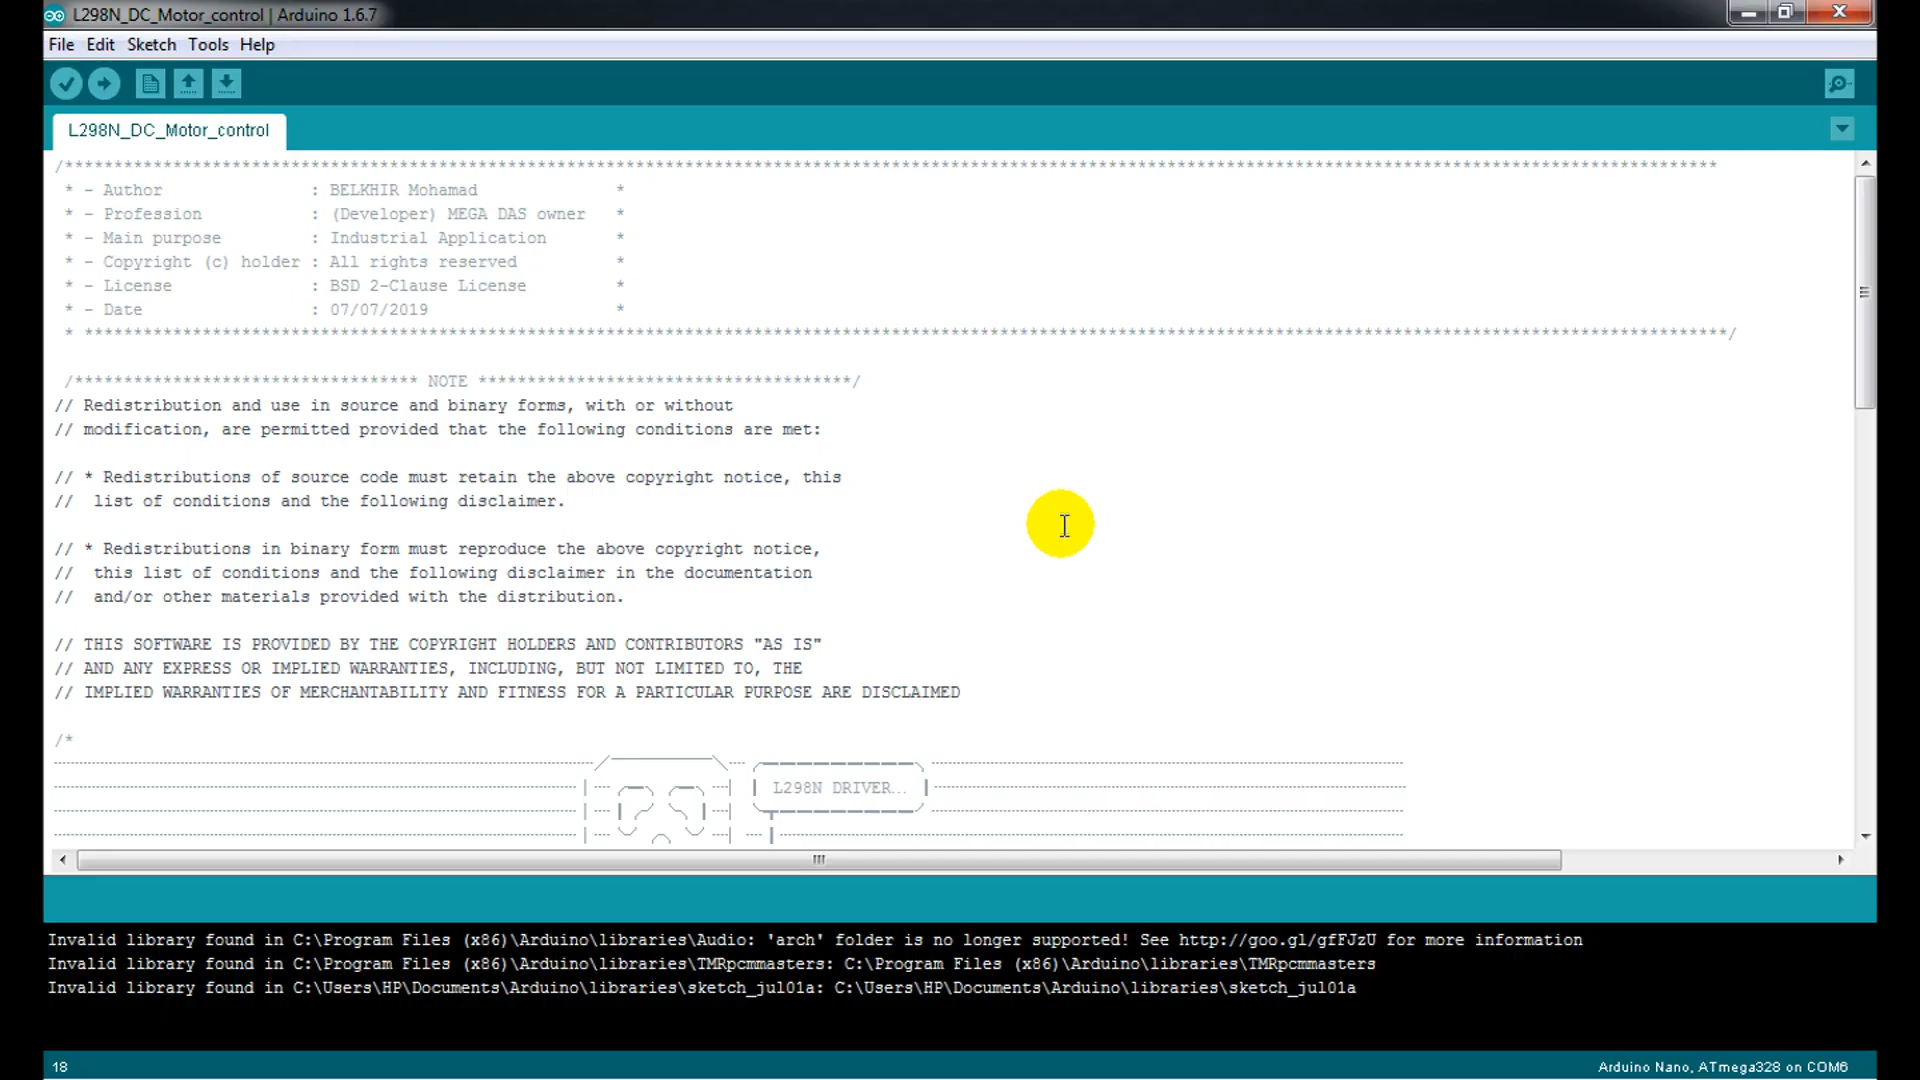 L298N_DC_Motor_control | Arduino 1.6.7
File Edit Sketch Tools Help
L298N_DC_Motor_control
/************************************************************************************************************************************************************************
* - Author : BELKHIR Mohamad *
* - Profession : (Developer) MEGA DAS owner *
* - Main purpose : Industrial Application *
* - Copyright (c) holder : All rights reserved *
* - License : BSD 2-Clause License *
* - Date : 07/07/2019 *
* ***********************************************************************************************************************************************************************/
/*********************************** NOTE **************************************/
// Redistribution and use in source and binary forms, with or without
// modification, are permitted provided that the following conditions are met:
// * Redistributions of source code must retain the above copyright notice, this
// list of conditions and the following disclaimer.
// * Redistributions in binary form must reproduce the above copyright notice,
// this list of conditions and the following disclaimer in the documentation
// and/or other materials provided with the distribution.
// THIS SOFTWARE IS PROVIDED BY THE COPYRIGHT HOLDERS AND CONTRIBUTORS "AS IS"
// AND ANY EXPRESS OR IMPLIED WARRANTIES, INCLUDING, BUT NOT LIMITED TO, THE
// IMPLIED WARRANTIES OF MERCHANTABILITY AND FITNESS FOR A PARTICULAR PURPOSE ARE DISCLAIMED
/*
L298N DRIVER...
Invalid library found in C:\Program Files (x86)\Arduino\libraries\Audio: 'arch' folder is no longer supported! See http://goo.gl/gfFJzU for more information
Invalid library found in C:\Program Files (x86)\Arduino\libraries\TMRpcmmasters: C:\Program Files (x86)\Arduino\libraries\TMRpcmmasters
Invalid library found in C:\Users\HP\Documents\Arduino\libraries\sketch_jul01a: C:\Users\HP\Documents\Arduino\libraries\sketch_jul01a
18 Arduino Nano, ATmega328 on COM6